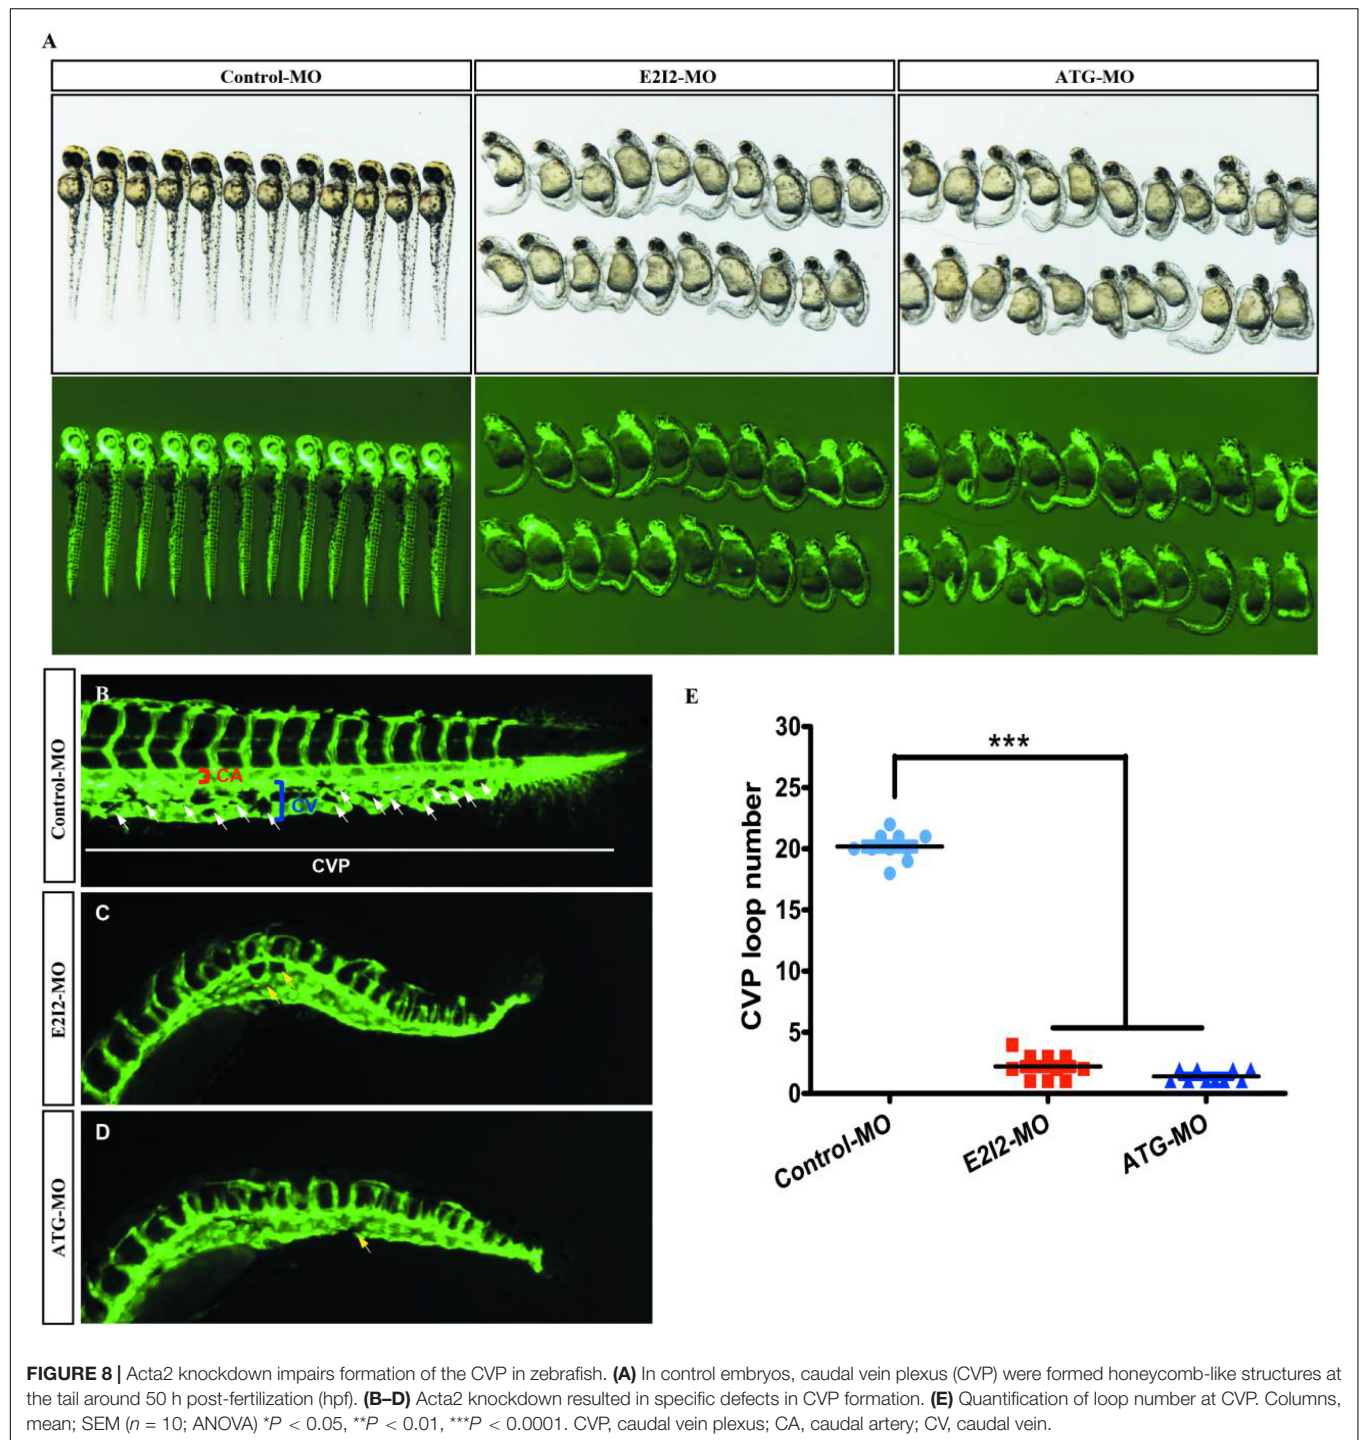 A
Control-MO
E2I2-MO
ATG-MO
Control-MO
B
CA
CV
CVP
E2I2-MO
C
ATG-MO
D
E
CVP loop number
30
25
20
15
10
5
0
***
Control-MO
E2I2-MO
ATG-MO
FIGURE 8 | Acta2 knockdown impairs formation of the CVP in zebrafish. (A) In control embryos, caudal vein plexus (CVP) were formed honeycomb-like structures at
the tail around 50 h post-fertilization (hpf). (B–D) Acta2 knockdown resulted in specific defects in CVP formation. (E) Quantification of loop number at CVP. Columns,
mean; SEM (n = 10; ANOVA) *P < 0.05, **P < 0.01, ***P < 0.0001. CVP, caudal vein plexus; CA, caudal artery; CV, caudal vein.